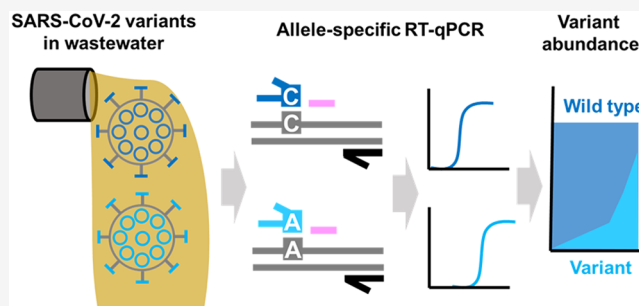 SARS-CoV-2 variants
in wastewater
Allele-specific RT-qPCR
Variant
abundance
C
C
A
A
Wild type
Variant